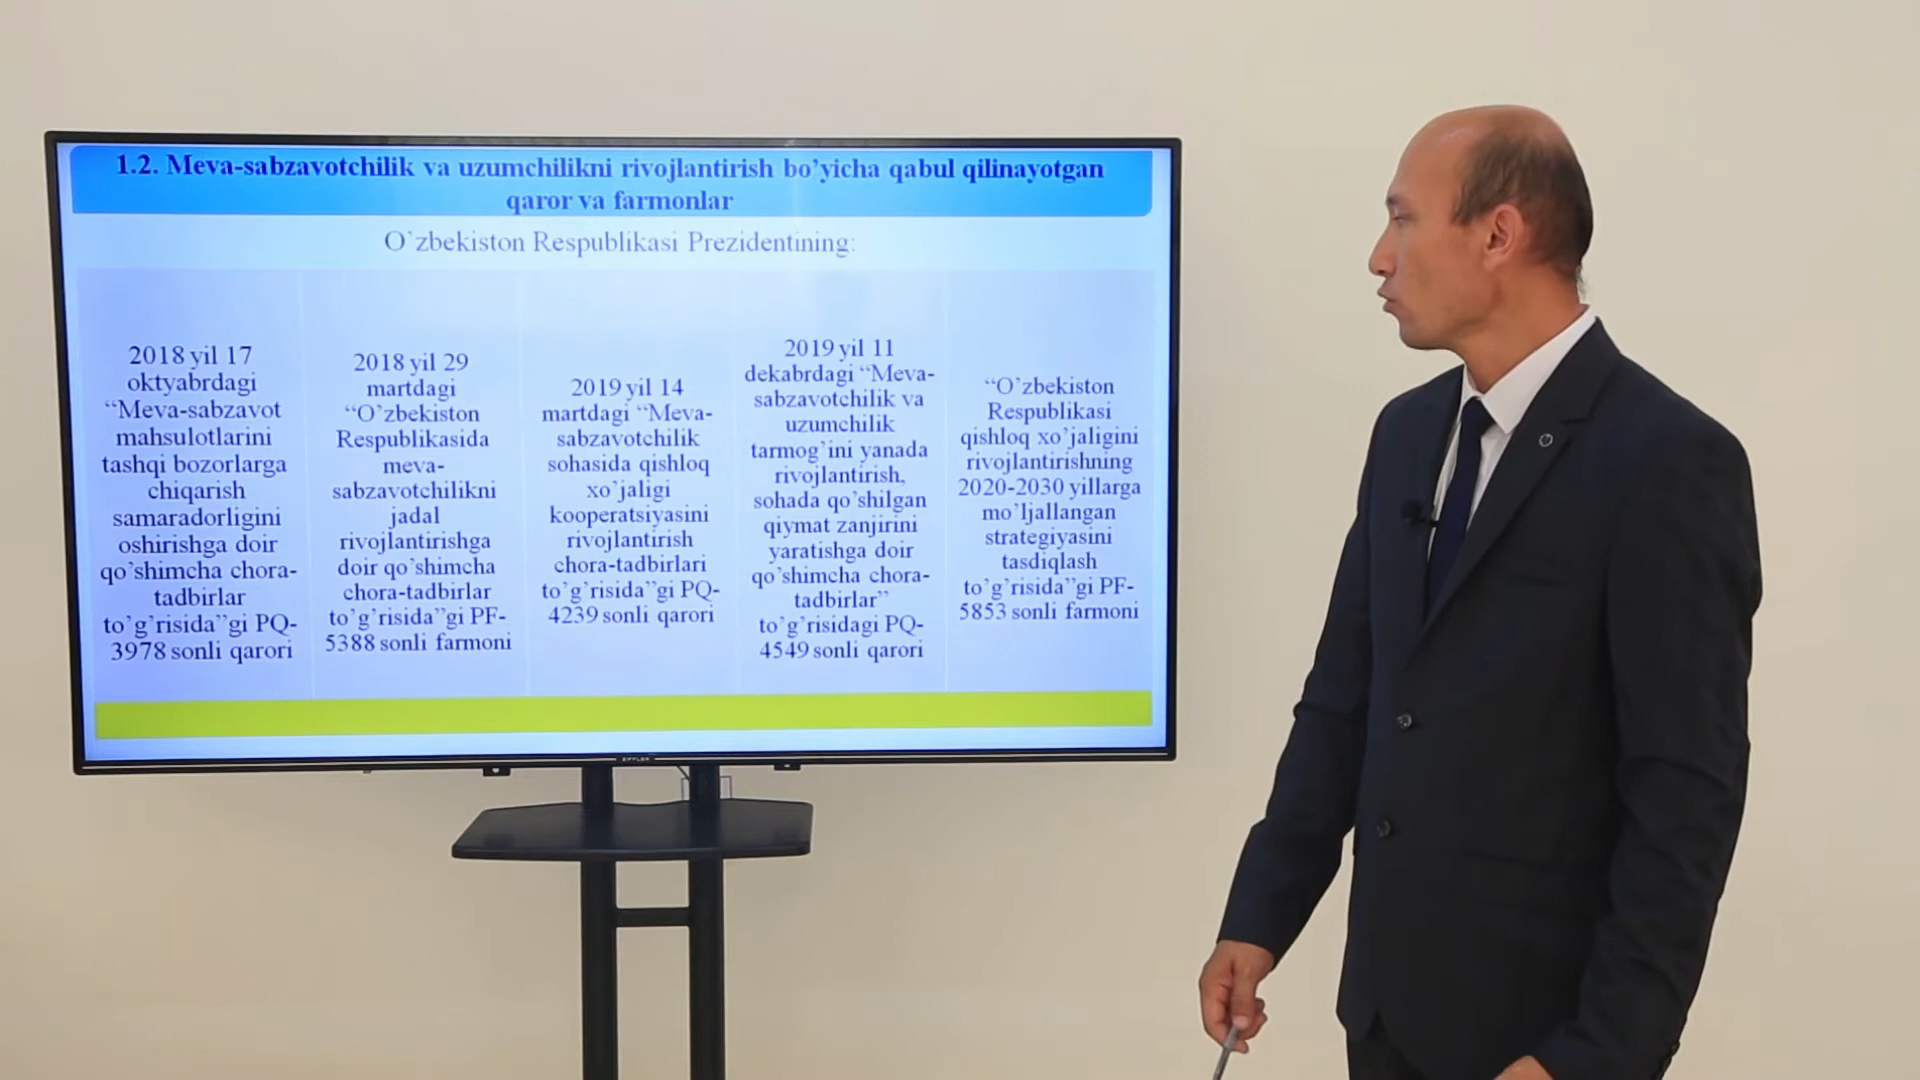 1.2. Meva-sabzavotchilik va uzumchilikni rivojlantirish bo’yicha qabul qilinayotgan
qaror va farmonlar
O`zbekiston Respublikasi Prezidentining:
2018 yil 17
oktyabrdagi
“Meva-sabzavot
mahsulotlarini
tashqi bozorlarga
chiqarish
samaradorligini
oshirishga doir
qo’shimcha chora-
tadbirlar
to’g’risida”gi PQ-
3978 sonli qarori
2018 yil 29
martdagi
“O’zbekiston
Respublikasida
meva-
sabzavotchilikni
jadal
rivojlantirishga
doir qo’shimcha
chora-tadbirlar
to’g’risida”gi PF-
5388 sonli farmoni
2019 yil 14
martdagi “Meva-
sabzavotchilik
sohasida qishloq
xo’jaligi
kooperatsiyasini
rivojlantirish
chora-tadbirlari
to’g’risida”gi PQ-
4239 sonli qarori
2019 yil 11
dekabrdagi “Meva-
sabzavotchilik va
uzumchilik
tarmog’ini yanada
rivojlantirish,
sohada qo’shilgan
qiymat zanjirini
yaratishga doir
qo’shimcha chora-
tadbirlar”
to’g’risidagi PQ-
4549 sonli qarori
“O’zbekiston
Respublikasi
qishloq xo’jaligini
rivojlantirishning
2020-2030 yillarga
mo’ljallangan
strategiyasini
tasdiqlash
to’g’risida”gi PF-
5853 sonli farmoni